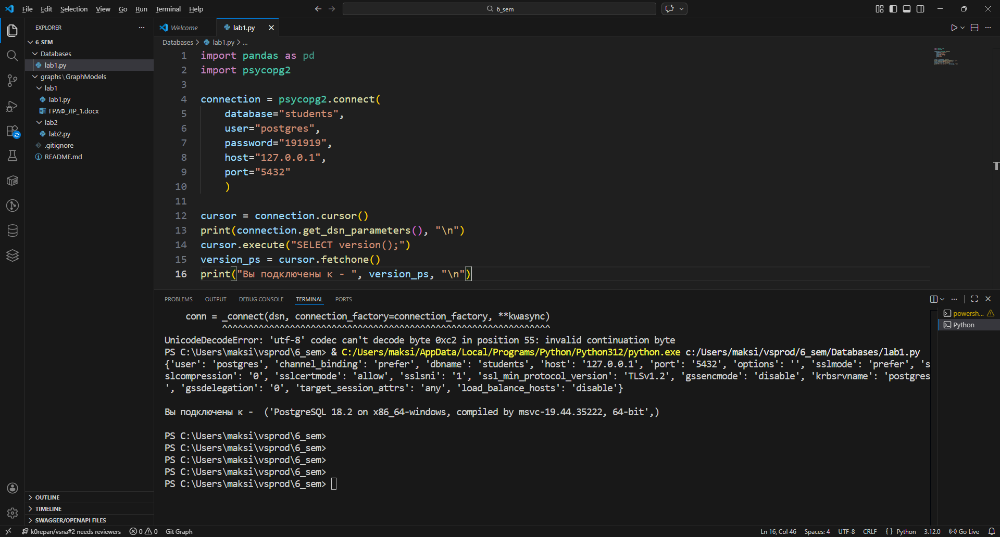 File Edit Selection View Go Run Terminal Help
6_sem
EXPLORER
6_SEM
Databases
lab1.py
graphs\GraphModels
lab1
lab1.py
ГРАФ_ЛР_1.docx
lab2
lab2.py
.gitignore
README.md
OUTLINE
TIMELINE
SWAGGER/OPENAPI FILES
Welcome
lab1.py
Databases > lab1.py > ...
1 import pandas as pd
2 import psycopg2
3
4 connection = psycopg2.connect(
5 database="students",
6 user="postgres",
7 password="191919",
8 host="127.0.0.1",
9 port="5432"
10 )
11
12 cursor = connection.cursor()
13 print(connection.get_dsn_parameters(), "\n")
14 cursor.execute("SELECT version();")
15 version_ps = cursor.fetchone()
16 print("Вы подключены к - ", version_ps, "\n")
PROBLEMS OUTPUT DEBUG CONSOLE TERMINAL PORTS
conn = _connect(dsn, connection_factory=connection_factory, **kwasync)
^^^^^^^^^^^^^^^^^^^^^^^^^^^^^^^^^^^^^^^^^^^^^^^^^^^^^^^^^^^^^^^
UnicodeDecodeError: 'utf-8' codec can't decode byte 0xc2 in position 55: invalid continuation byte
PS C:\Users\maksi\vsprod\6_sem> & C:/Users/maksi/AppData/Local/Programs/Python/Python312/python.exe c:/Users/maksi/vsprod/6_sem/Databases/lab1.py
{'user': 'postgres', 'channel_binding': 'prefer', 'dbname': 'students', 'host': '127.0.0.1', 'port': '5432', 'options': '', 'sslmode': 'prefer', 's
slcompression': '0', 'sslcertmode': 'allow', 'sslsni': '1', 'ssl_min_protocol_version': 'TLSv1.2', 'gssencmode': 'disable', 'krbsrvname': 'postgres
', 'gssdelegation': '0', 'target_session_attrs': 'any', 'load_balance_hosts': 'disable'}
Вы подключены к -  ('PostgreSQL 18.2 on x86_64-windows, compiled by msvc-19.44.35222, 64-bit',)
PS C:\Users\maksi\vsprod\6_sem>
PS C:\Users\maksi\vsprod\6_sem>
PS C:\Users\maksi\vsprod\6_sem>
PS C:\Users\maksi\vsprod\6_sem>
PS C:\Users\maksi\vsprod\6_sem>
powersh...
Python
k0repan/vsna#2 needs reviewers 0 0 Git Graph Ln 16, Col 46 Spaces: 4 UTF-8 CRLF { } Python 3.12.0 Go Live